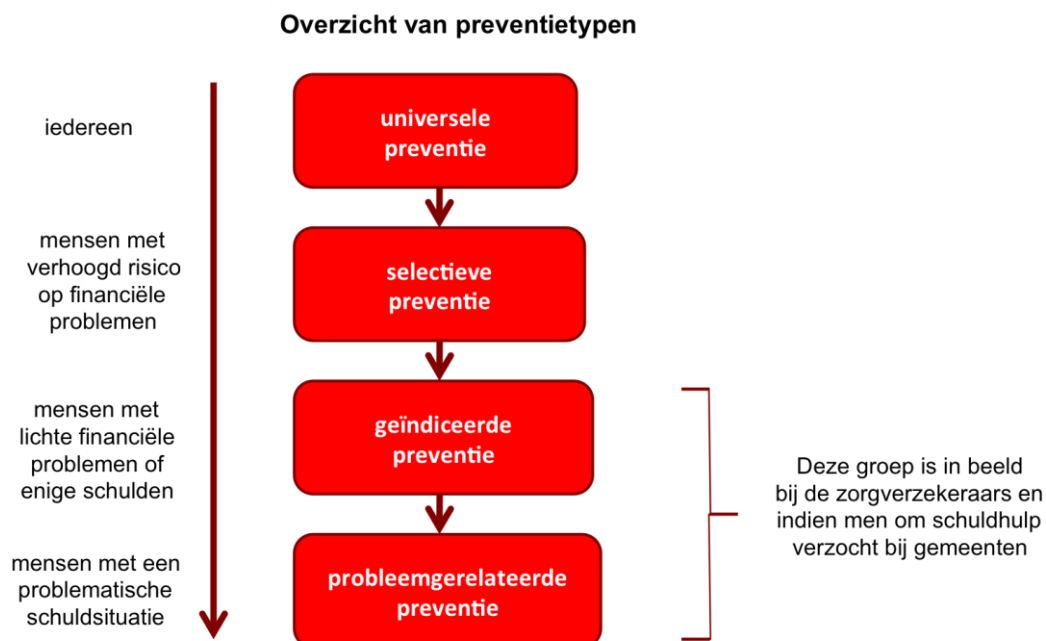 Overzicht van preventietypen
iedereen
universele
preventie
mensen met
verhoogd risico
op financiële
problemen
selectieve
preventie
mensen met
lichte financiële
problemen of
enige schulden
geïndiceerde
preventie
Deze groep is in beeld
bij de zorgverzekeraars en
indien men om schuldhulp
verzocht bij gemeenten
mensen met een
problematische
schuldsituatie
probleemgerelateerde
preventie